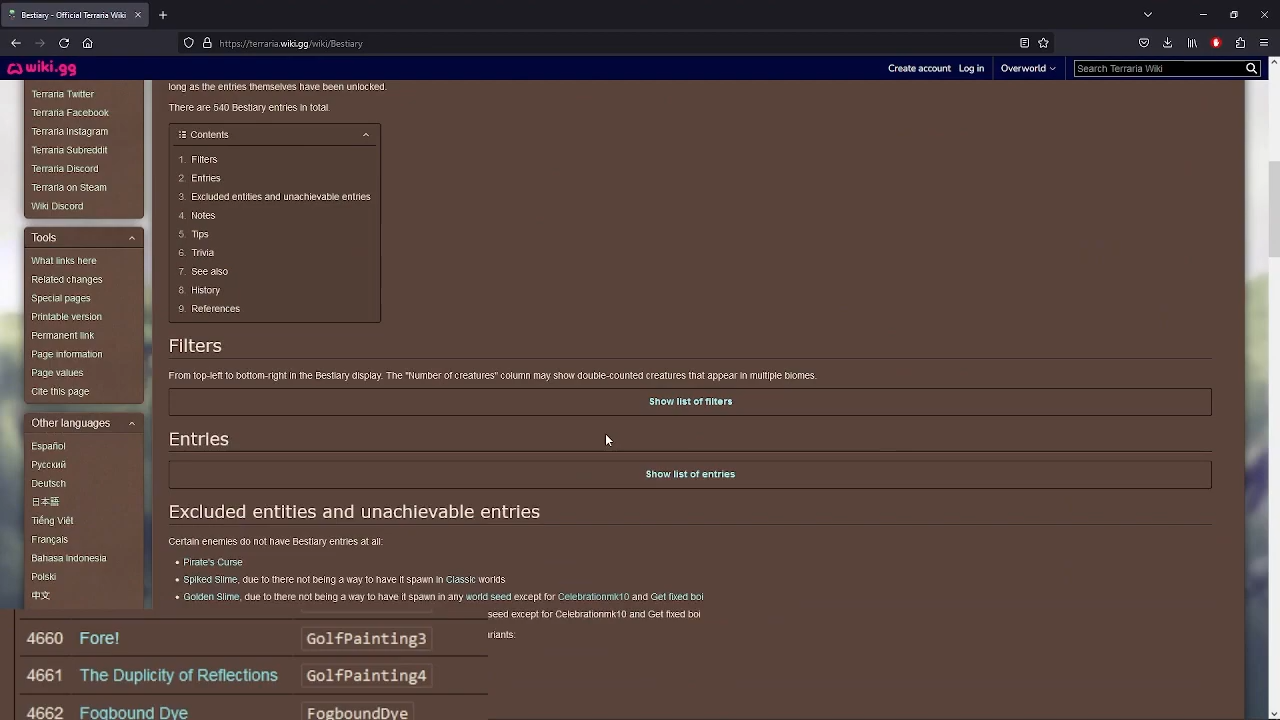 Bestiary - Official Terraria Wiki
https://terraria.wiki.gg/wiki/Bestiary
wiki.gg
Create account Log in Overworld Search Terraria Wiki
Terraria Twitter
Terraria Facebook
Terraria Instagram
Terraria Subreddit
Terraria Discord
Terraria on Steam
Wiki Discord
Tools
What links here
Related changes
Special pages
Printable version
Permanent link
Page information
Page values
Cite this page
Other languages
Español
Русский
Deutsch
日本語
Tiếng Việt
Français
Bahasa Indonesia
Polski
中文
long as the entries themselves have been unlocked.
There are 540 Bestiary entries in total.
Contents
1. Filters
2. Entries
3. Excluded entities and unachievable entries
4. Notes
5. Tips
6. Trivia
7. See also
8. History
9. References
Filters
From top-left to bottom-right in the Bestiary display. The "Number of creatures" column may show double-counted creatures that appear in multiple biomes.
Show list of filters
Entries
Show list of entries
Excluded entities and unachievable entries
Certain enemies do not have Bestiary entries at all:
• Pirate's Curse
• Spiked Slime, due to there not being a way to have it spawn in Classic worlds
• Golden Slime, due to there not being a way to have it spawn in any world seed except for Celebrationmk10 and Get fixed boi
seed except for Celebrationmk10 and Get fixed boi
ariants:
4660 Fore! GolfPainting3
4661 The Duplicity of Reflections GolfPainting4
4662 Fogbound Dye FogboundDye